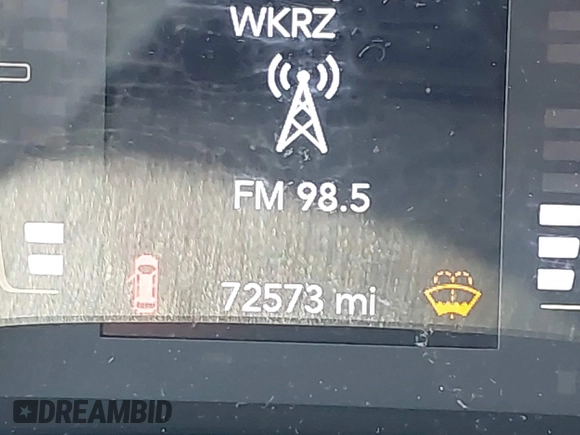 WKRZ
FM 98.5
72573 mi
DREAMBID